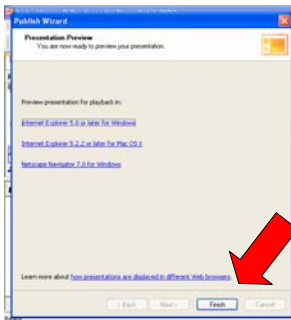 Publish Wizard
Presentation Preview
You are now ready to preview your presentation.
Preview presentation for playback in:
Internet Explorer 5.0 or later for Windows
Internet Explorer 5.2.2 or later for Mac OS X
Netscape Navigator 7.0 for Windows
Learn more about how presentations are displayed in different Web browsers.
< Back Next > Finish Cancel